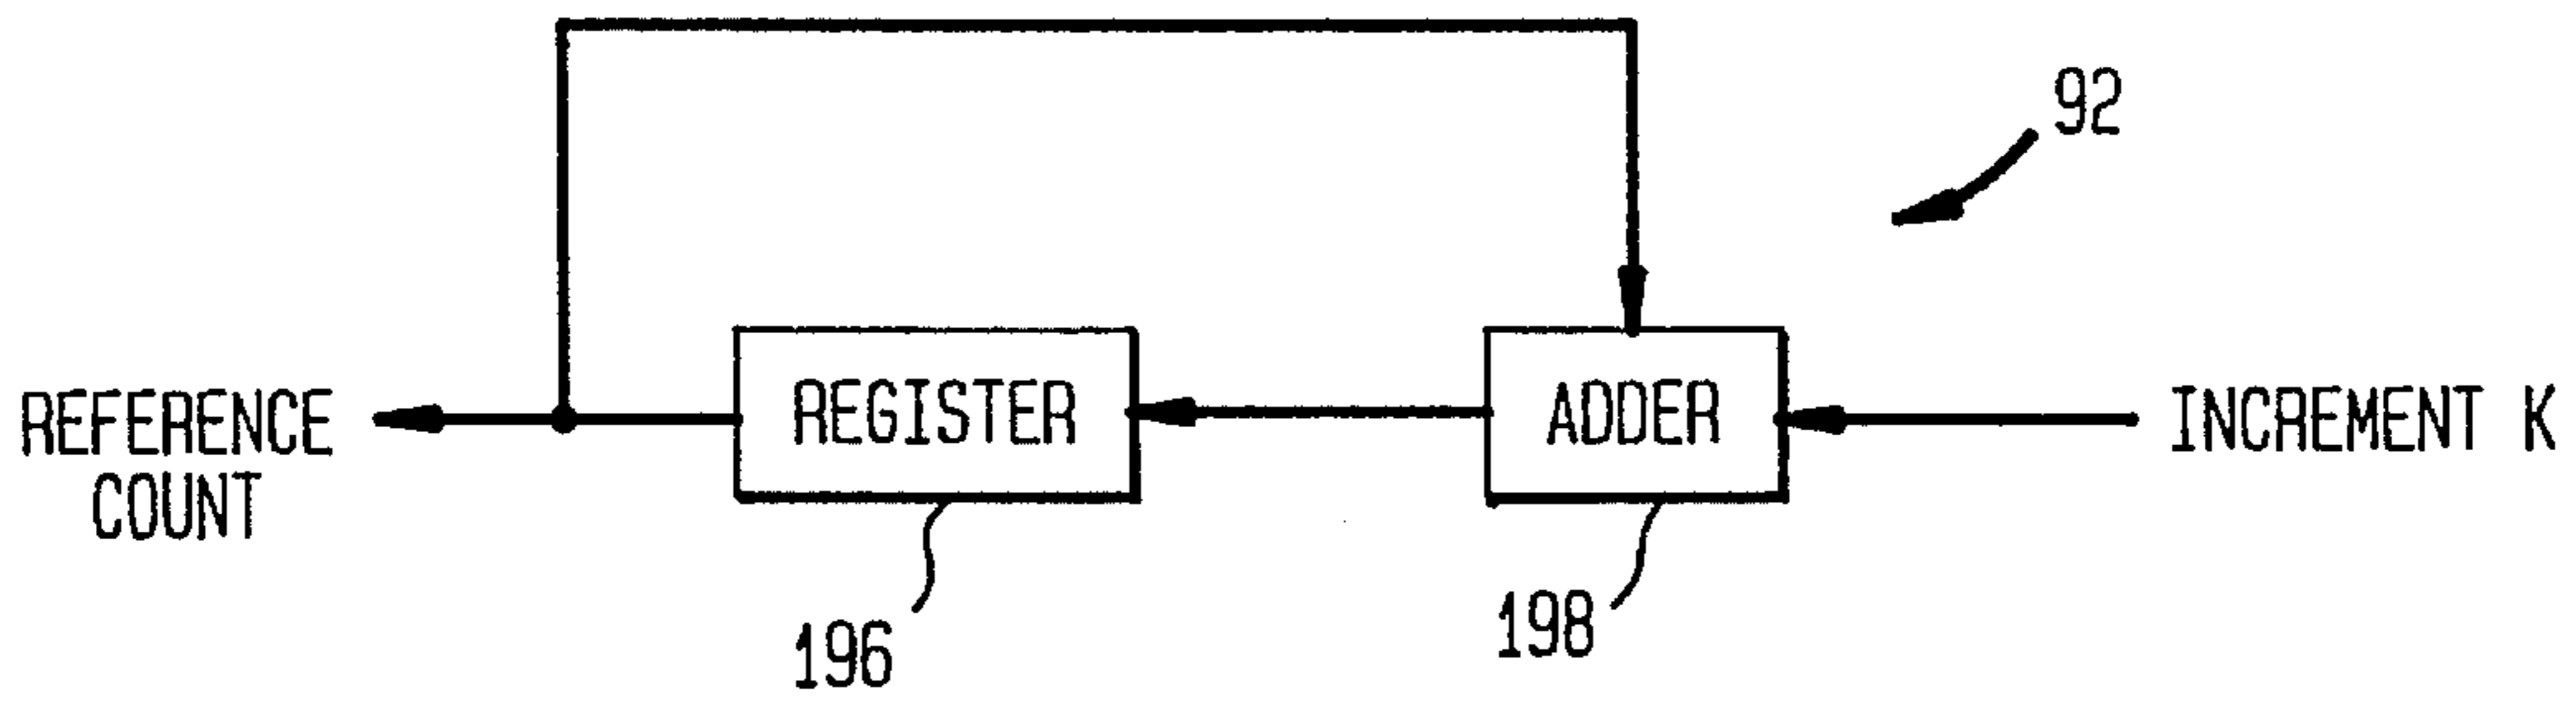 92
REFERENCE
COUNT
REGISTER
ADDER
INCREMENT K
196
198